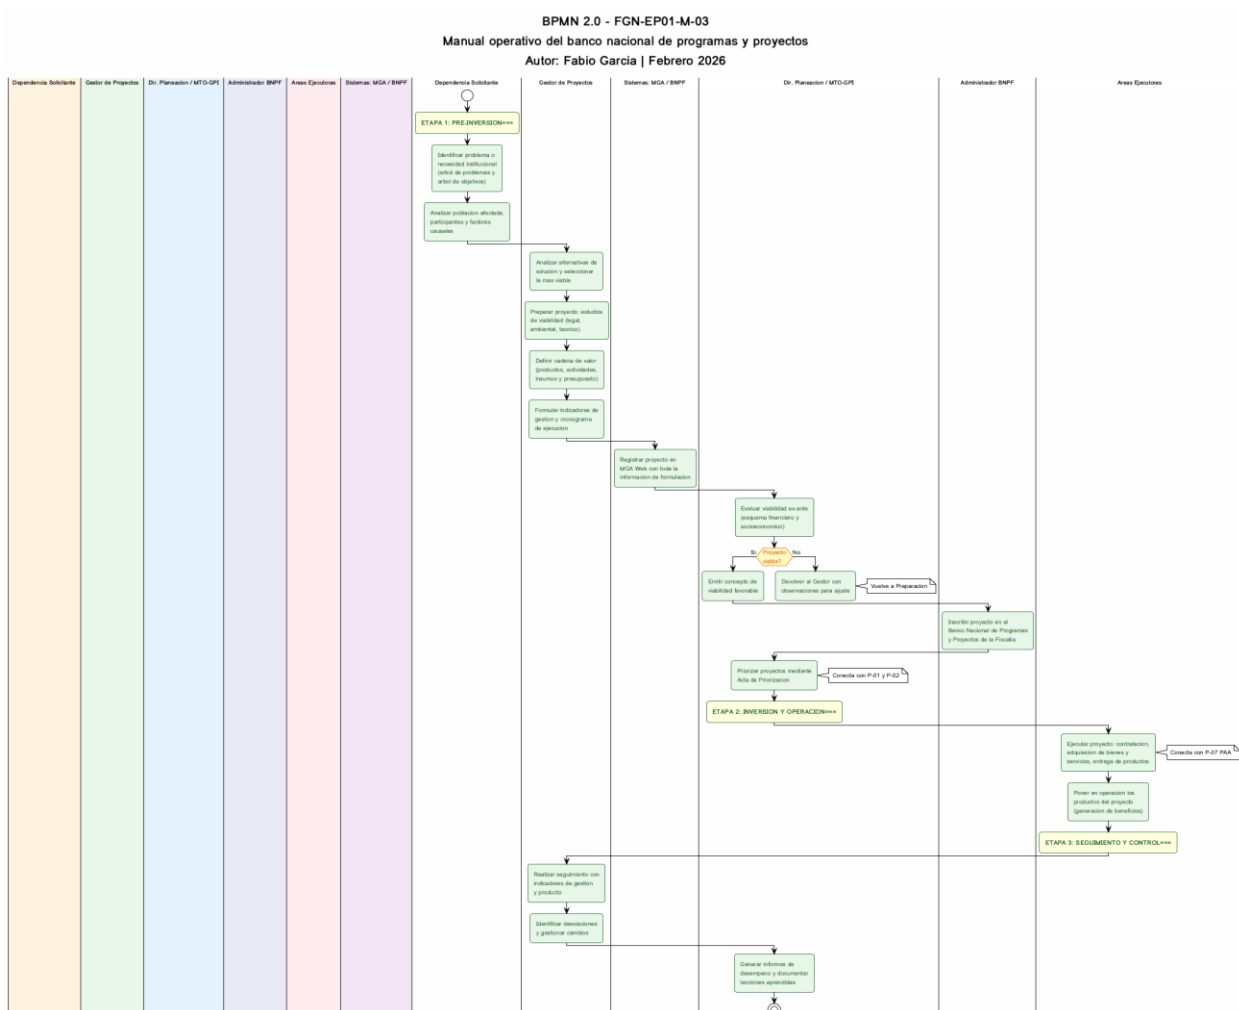 BPMN 2.0 - FGN-EP01-M-03
Manual operativo del banco nacional de programas y proyectos
Autor: Fabio Garcia | Febrero 2026
Dependencia Solicitante
Gestor de Proyectos
Dir. Planeacion / MTO-GPI
Administrador BNPF
Areas Ejecutoras
Sistemas: MGA / BNPF
Dependencia Solicitante
Gestor de Proyectos
Sistemas: MGA / BNPF
Dir. Planeacion / MTO-GPI
Administrador BNPF
Areas Ejecutoras
ETAPA 1: PRE-INVERSION===
Identificar problema o
necesidad institucional
(arbol de problemas y
arbol de objetivos)
Analizar poblacion afectada,
participantes y factores
causales
Analizar alternativas de
solucion y seleccionar
la mas viable
Preparar proyecto: estudios
de viabilidad (legal,
ambiental, tecnico)
Definir cadena de valor
(productos, actividades,
insumos y presupuesto)
Formular indicadores de
gestion y cronograma
de ejecucion
Registrar proyecto en
MGA Web con toda la
informacion de formulacion
Evaluar viabilidad ex-ante
(esquema financiero y
socioeconomico)
Si
Proyecto
viable?
No
Emitir concepto de
viabilidad favorable
Devolver al Gestor con
observaciones para ajuste
Vuelve a Preparacion
Inscribir proyecto en el
Banco Nacional de Programas
y Proyectos de la Fiscalia
Priorizar proyectos mediante
Acta de Priorizacion
Conecta con P-01 y P-02
ETAPA 2: INVERSION Y OPERACION===
Ejecutar proyecto: contratacion,
adquisicion de bienes y
servicios, entrega de productos
Conecta con P-07 PAA
Poner en operacion los
productos del proyecto
(generacion de beneficios)
ETAPA 3: SEGUIMIENTO Y CONTROL===
Realizar seguimiento con
indicadores de gestion
y producto
Identificar desviaciones
y gestionar cambios
Generar informes de
desempeno y documentar
lecciones aprendidas